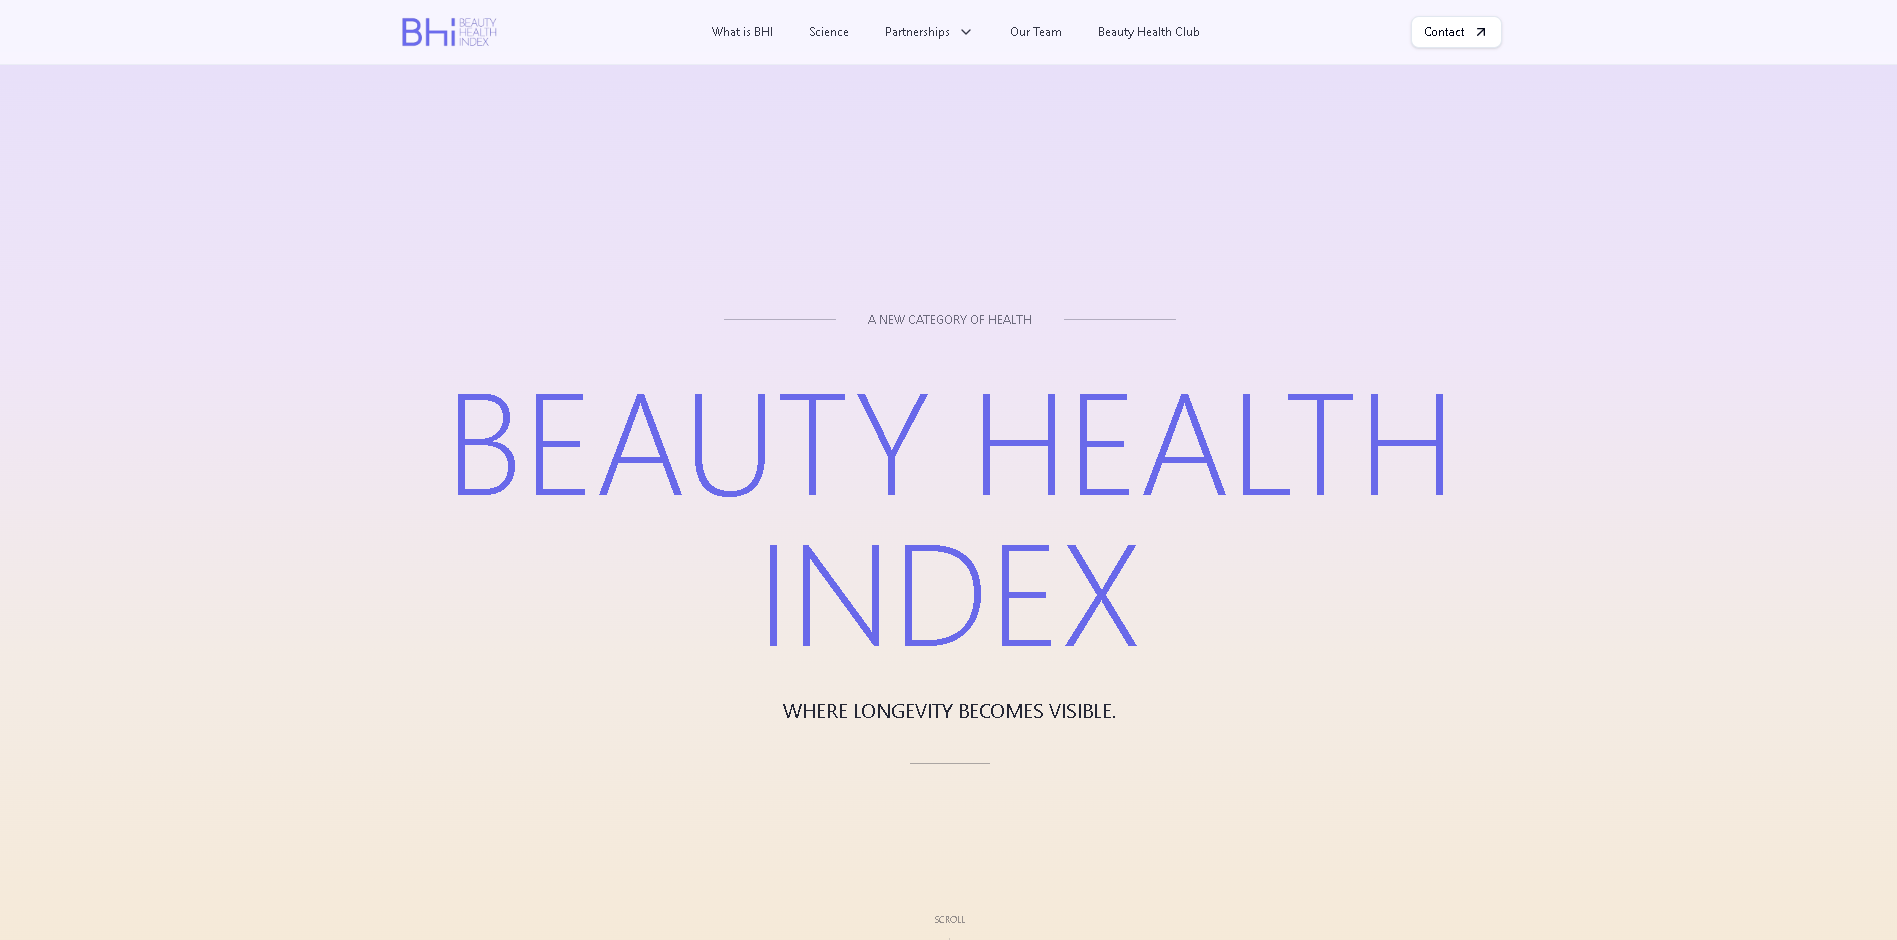 Bhi BEAUTY
HEALTH
INDEX
What is BHI
Science
Partnerships
Our Team
Beauty Health Club
Contact
A NEW CATEGORY OF HEALTH
BEAUTY HEALTH
INDEX
WHERE LONGEVITY BECOMES VISIBLE.
SCROLL